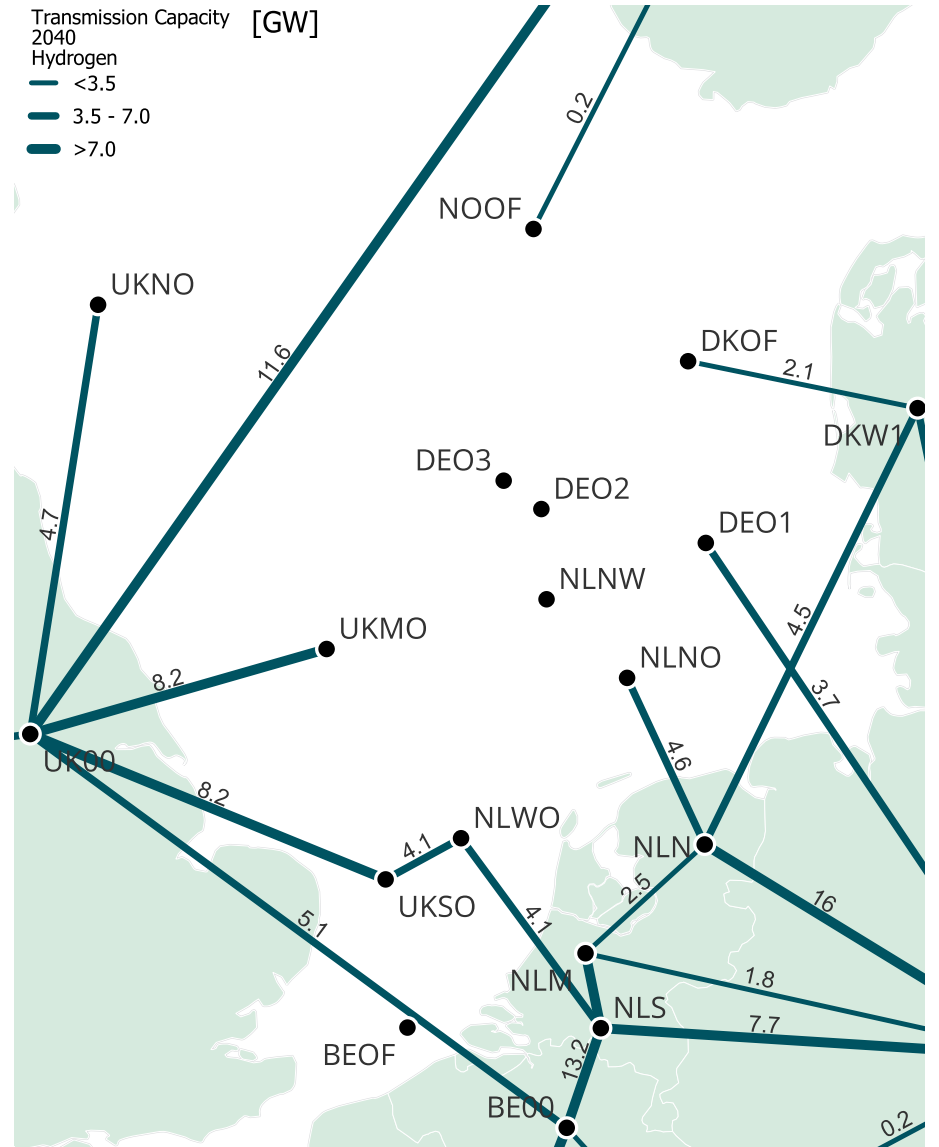 Transmission Capacity [GW]
2040
Hydrogen
<3.5
3.5 - 7.0
>7.0
0.2
NOOF
UKNO
DKOF
11.6
2.1
DKW1
DEO3
DEO2
4.7
DEO1
NLNW
4.5
UKMO
NLNO
8.2
3.7
UK00
4.6
8.2
NLWO
4.1
NLN
2.5
UKSO
16
5.1
4.1
NLM
1.8
NLS
7.7
BEOF
13.2
BE00
0.2